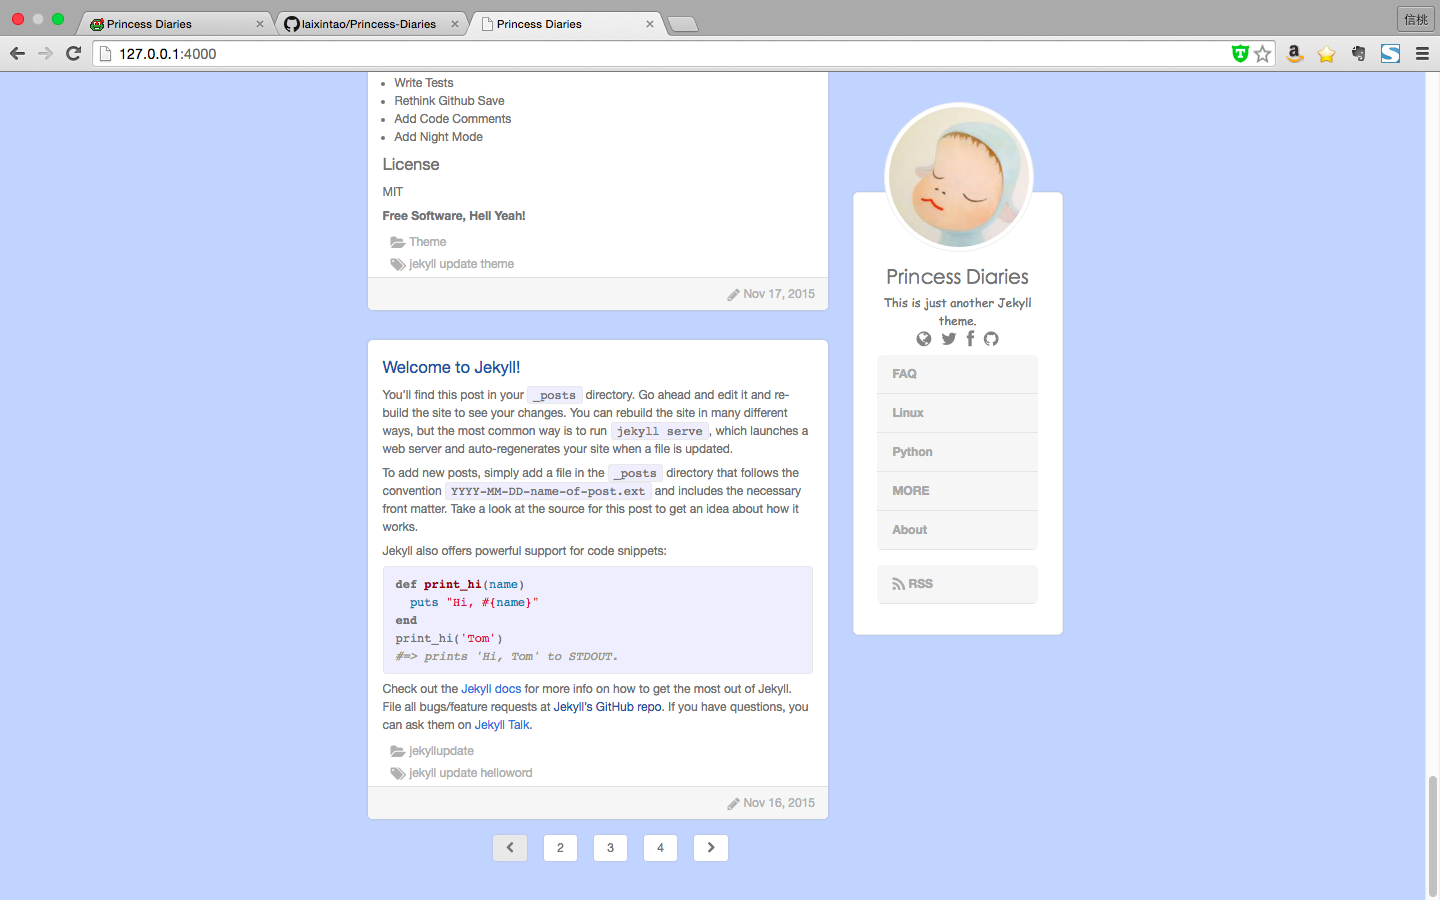 Princess Diaries
laixintao/Princess-Diaries
Princess Diaries
信桃
127.0.0.1:4000
Write Tests
Rethink Github Save
Add Code Comments
Add Night Mode
License
MIT
Free Software, Hell Yeah!
Theme
jekyll update theme
Nov 17, 2015
Welcome to Jekyll!
You'll find this post in your _posts directory. Go ahead and edit it and re-
build the site to see your changes. You can rebuild the site in many different
ways, but the most common way is to run jekyll serve, which launches a
web server and auto-regenerates your site when a file is updated.
To add new posts, simply add a file in the _posts directory that follows the
convention YYYY-MM-DD-name-of-post.ext and includes the necessary
front matter. Take a look at the source for this post to get an idea about how it
works.
Jekyll also offers powerful support for code snippets:
def print_hi(name)
  puts "Hi, #{name}"
end
print_hi('Tom')
#=> prints 'Hi, Tom' to STDOUT.
Check out the Jekyll docs for more info on how to get the most out of Jekyll.
File all bugs/feature requests at Jekyll's GitHub repo. If you have questions, you
can ask them on Jekyll Talk.
jekyllupdate
jekyll update helloword
Nov 16, 2015
2 3 4
Princess Diaries
This is just another Jekyll
theme.
FAQ
Linux
Python
MORE
About
RSS